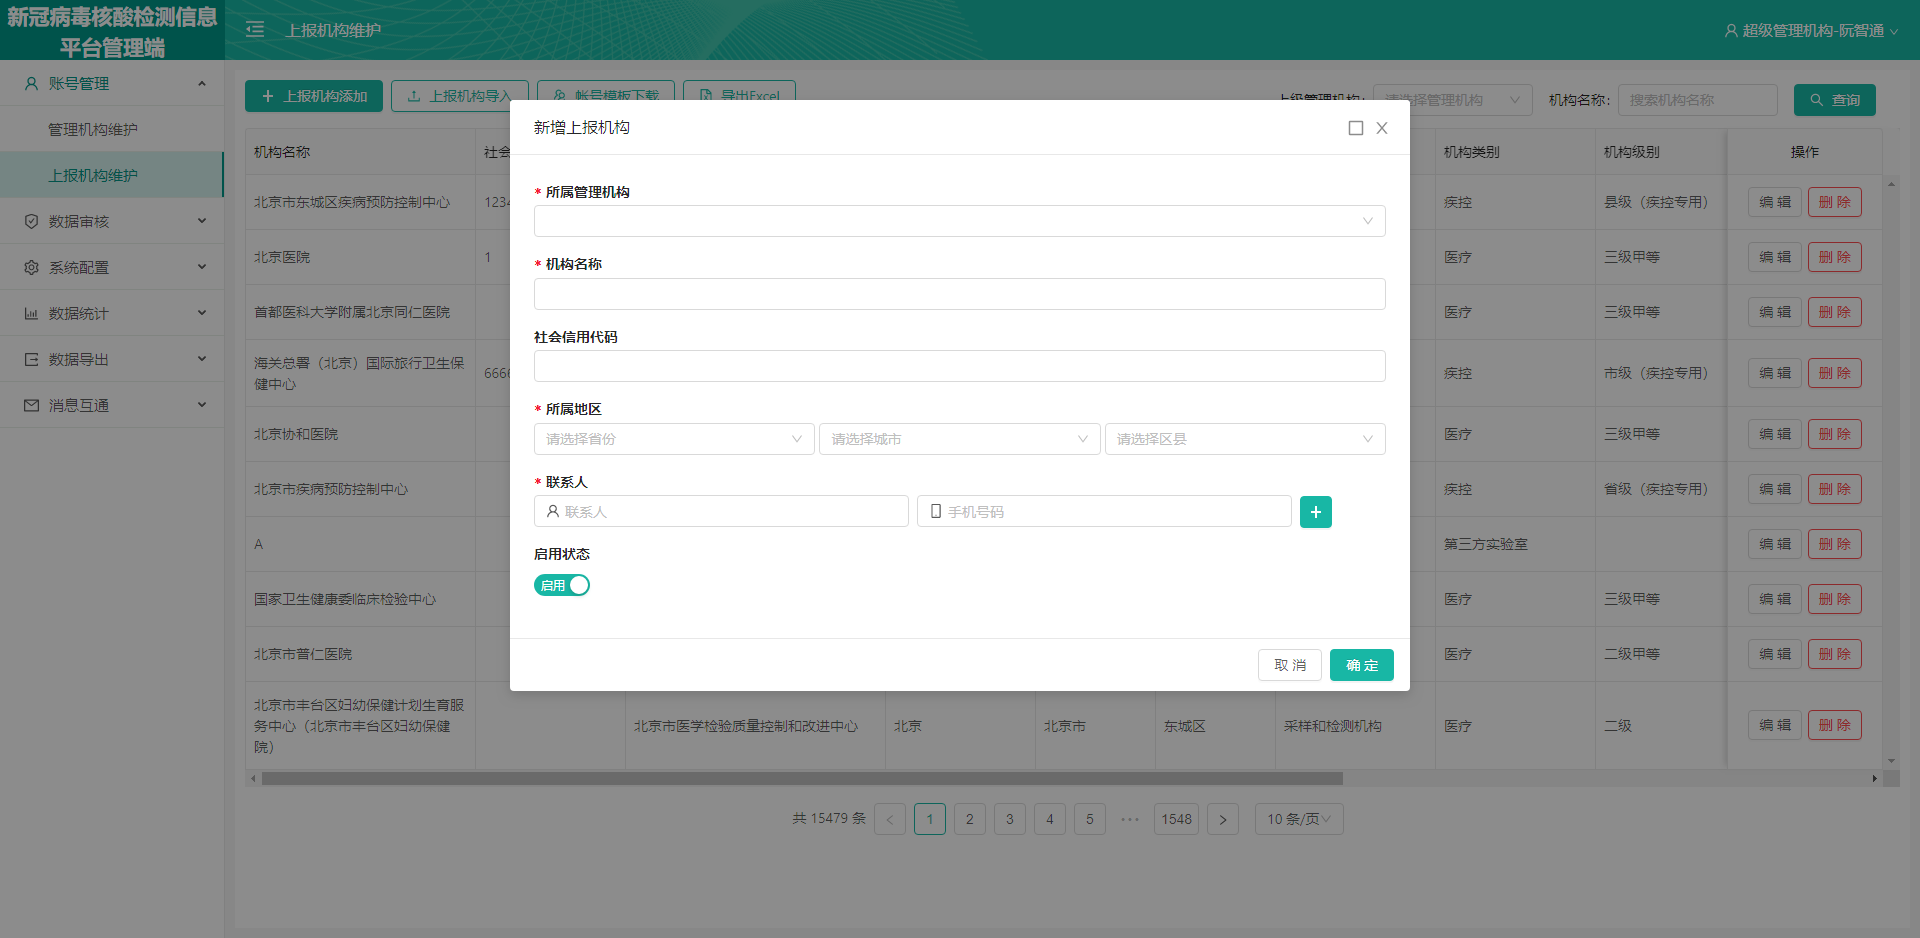 新冠病毒核酸检测信息
平台管理端
上报机构维护
超级管理机构-阮智通
账号管理
管理机构维护
上报机构维护
数据审核
系统配置
数据统计
数据导出
消息互通
上报机构添加
上报机构导入
帐号模板下载
导出Excel
上级管理机构：
请选择管理机构
机构名称：
搜索机构名称
查询
机构名称 社会 机构类别 机构级别 操作
北京市东城区疾病预防控制中心 1234 疾控 县级（疾控专用） 编 辑 删 除
北京医院 1 医疗 三级甲等 编 辑 删 除
首都医科大学附属北京同仁医院 医疗 三级甲等 编 辑 删 除
海关总署（北京）国际旅行卫生保
健中心 6666 疾控 市级（疾控专用） 编 辑 删 除
北京协和医院 医疗 三级甲等 编 辑 删 除
北京市疾病预防控制中心 疾控 省级（疾控专用） 编 辑 删 除
A 第三方实验室 编 辑 删 除
国家卫生健康委临床检验中心 医疗 三级甲等 编 辑 删 除
北京市普仁医院 医疗 二级甲等 编 辑 删 除
北京市丰台区妇幼保健计划生育服
务中心（北京市丰台区妇幼保健
院） 北京市医学检验质量控制和改进中心 北京 北京市 东城区 采样和检测机构 医疗 二级 编 辑 删 除
共 15479 条 1 2 3 4 5 ••• 1548 10 条/页
新增上报机构
* 所属管理机构
* 机构名称
社会信用代码
* 所属地区
请选择省份 请选择城市 请选择区县
* 联系人
联系人 手机号码
启用状态
启用
取 消 确 定